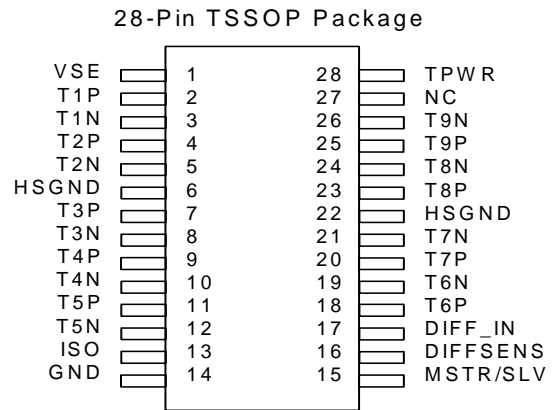 28-Pin TSSOP Package
VSE 1 28 TPWR
T1P 2 27 NC
T1N 3 26 T9N
T2P 4 25 T9P
T2N 5 24 T8N
HSGND 6 23 T8P
T3P 7 22 HSGND
T3N 8 21 T7N
T4P 9 20 T7P
T4N 10 19 T6N
T5P 11 18 T6P
T5N 12 17 DIFF_IN
ISO 13 16 DIFFSENS
GND 14 15 MSTR/SLV